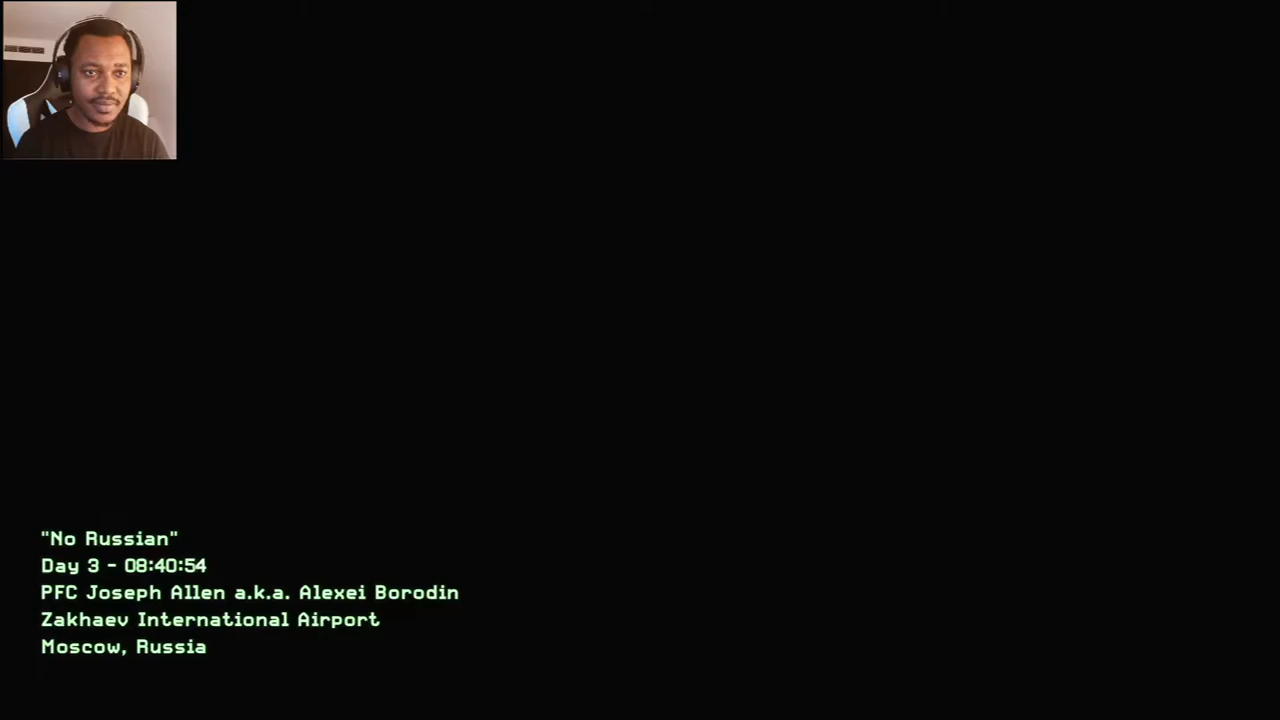 "No Russian"
Day 3 - 08:40:54
PFC Joseph Allen a.k.a. Alexei Borodin
Zakhaev International Airport
Moscow, Russia